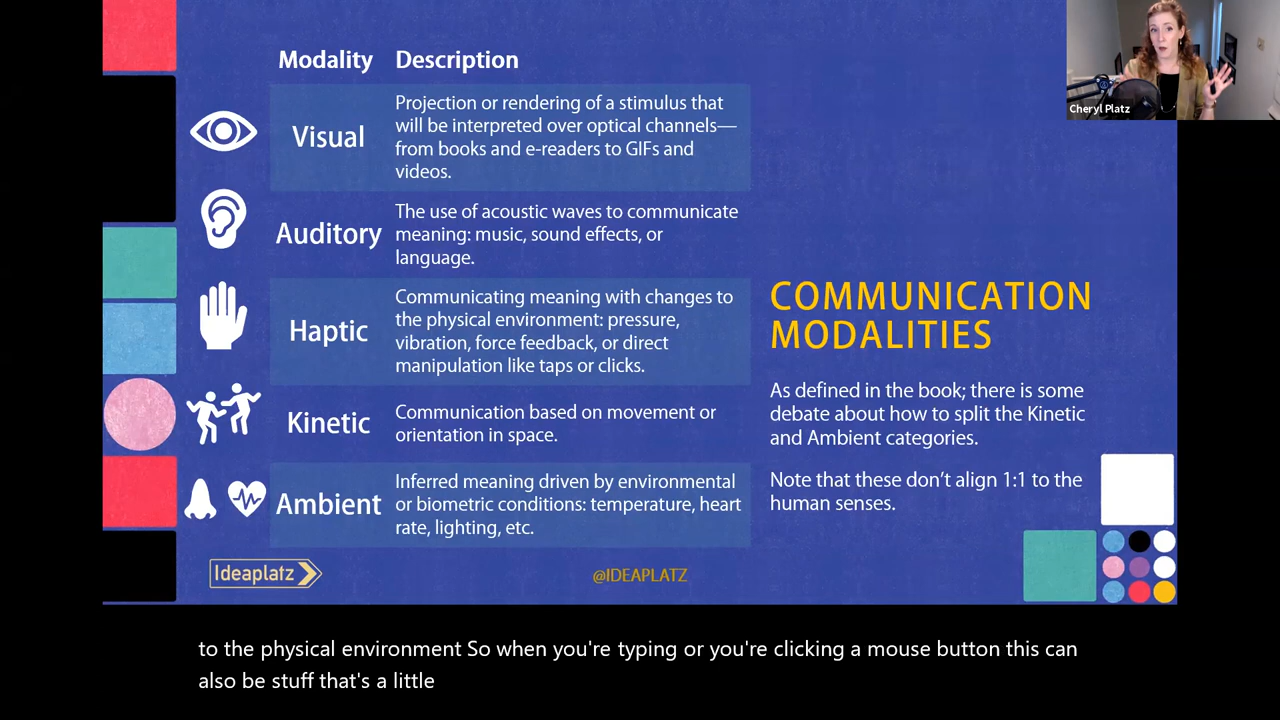 Modality Description
Visual
Projection or rendering of a stimulus that
will be interpreted over optical channels—
from books and e-readers to GIFs and
videos.
Auditory
The use of acoustic waves to communicate
meaning: music, sound effects, or
language.
Haptic
Communicating meaning with changes to
the physical environment: pressure,
vibration, force feedback, or direct
manipulation like taps or clicks.
Kinetic
Communication based on movement or
orientation in space.
Ambient
Inferred meaning driven by environmental
or biometric conditions: temperature, heart
rate, lighting, etc.
COMMUNICATION
MODALITIES
As defined in the book; there is some
debate about how to split the Kinetic
and Ambient categories.
Note that these don’t align 1:1 to the
human senses.
Ideaplatz
@IDEAPLATZ
Cheryl Platz
to the physical environment So when you're typing or you're clicking a mouse button this can
also be stuff that's a little